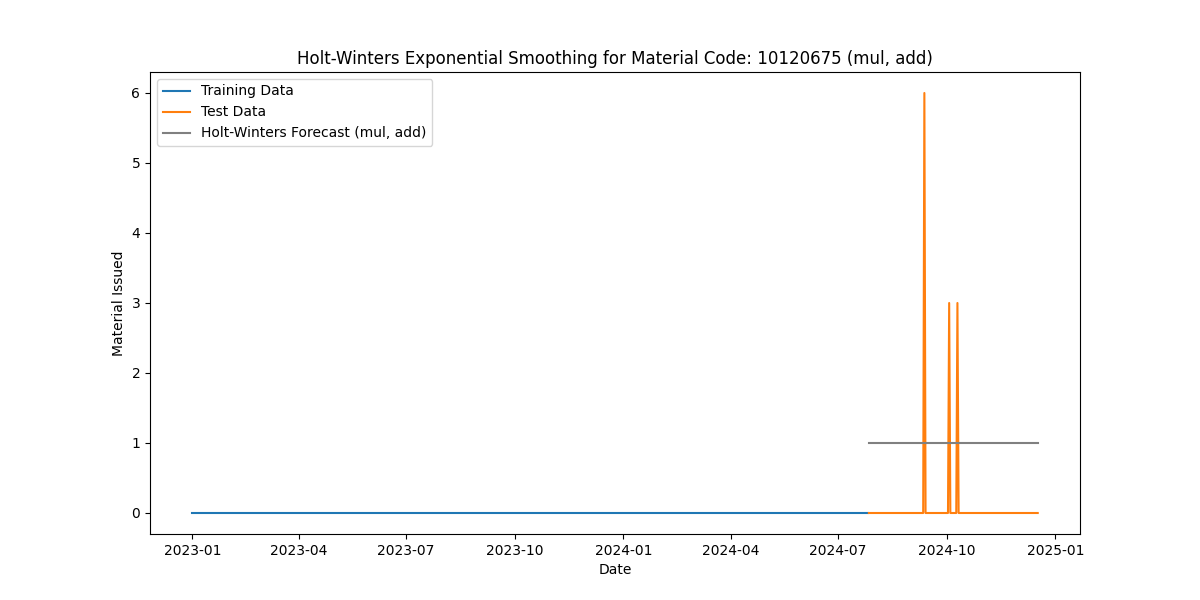 Holt-Winters Exponential Smoothing for Material Code: 10120675 (mul, add)
Training Data
Test Data
Holt-Winters Forecast (mul, add)
Material Issued
6
5
4
3
2
1
0
2023-01 2023-04 2023-07 2023-10 2024-01 2024-04 2024-07 2024-10 2025-01
Date